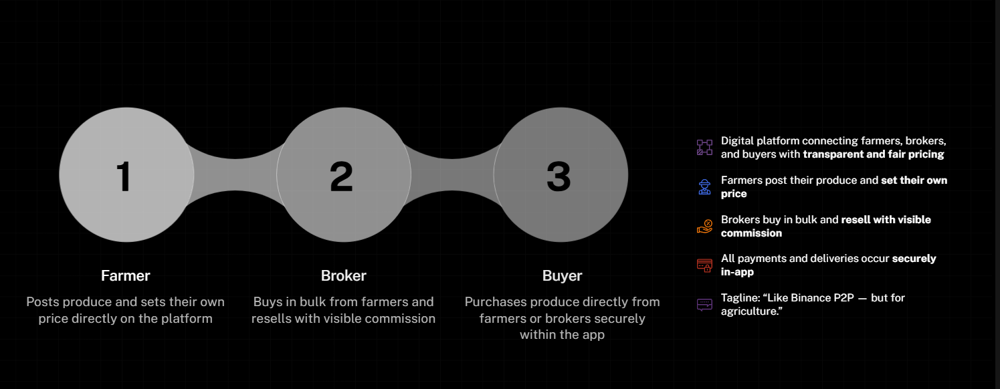 1
2
3
Farmer
Posts produce and sets their own
price directly on the platform
Broker
Buys in bulk from farmers and
resells with visible commission
Buyer
Purchases produce directly from
farmers or brokers securely
within the app
Digital platform connecting farmers, brokers,
and buyers with transparent and fair pricing
Farmers post their produce and set their own
price
Brokers buy in bulk and resell with visible
commission
All payments and deliveries occur securely
in-app
Tagline: “Like Binance P2P — but for
agriculture.”